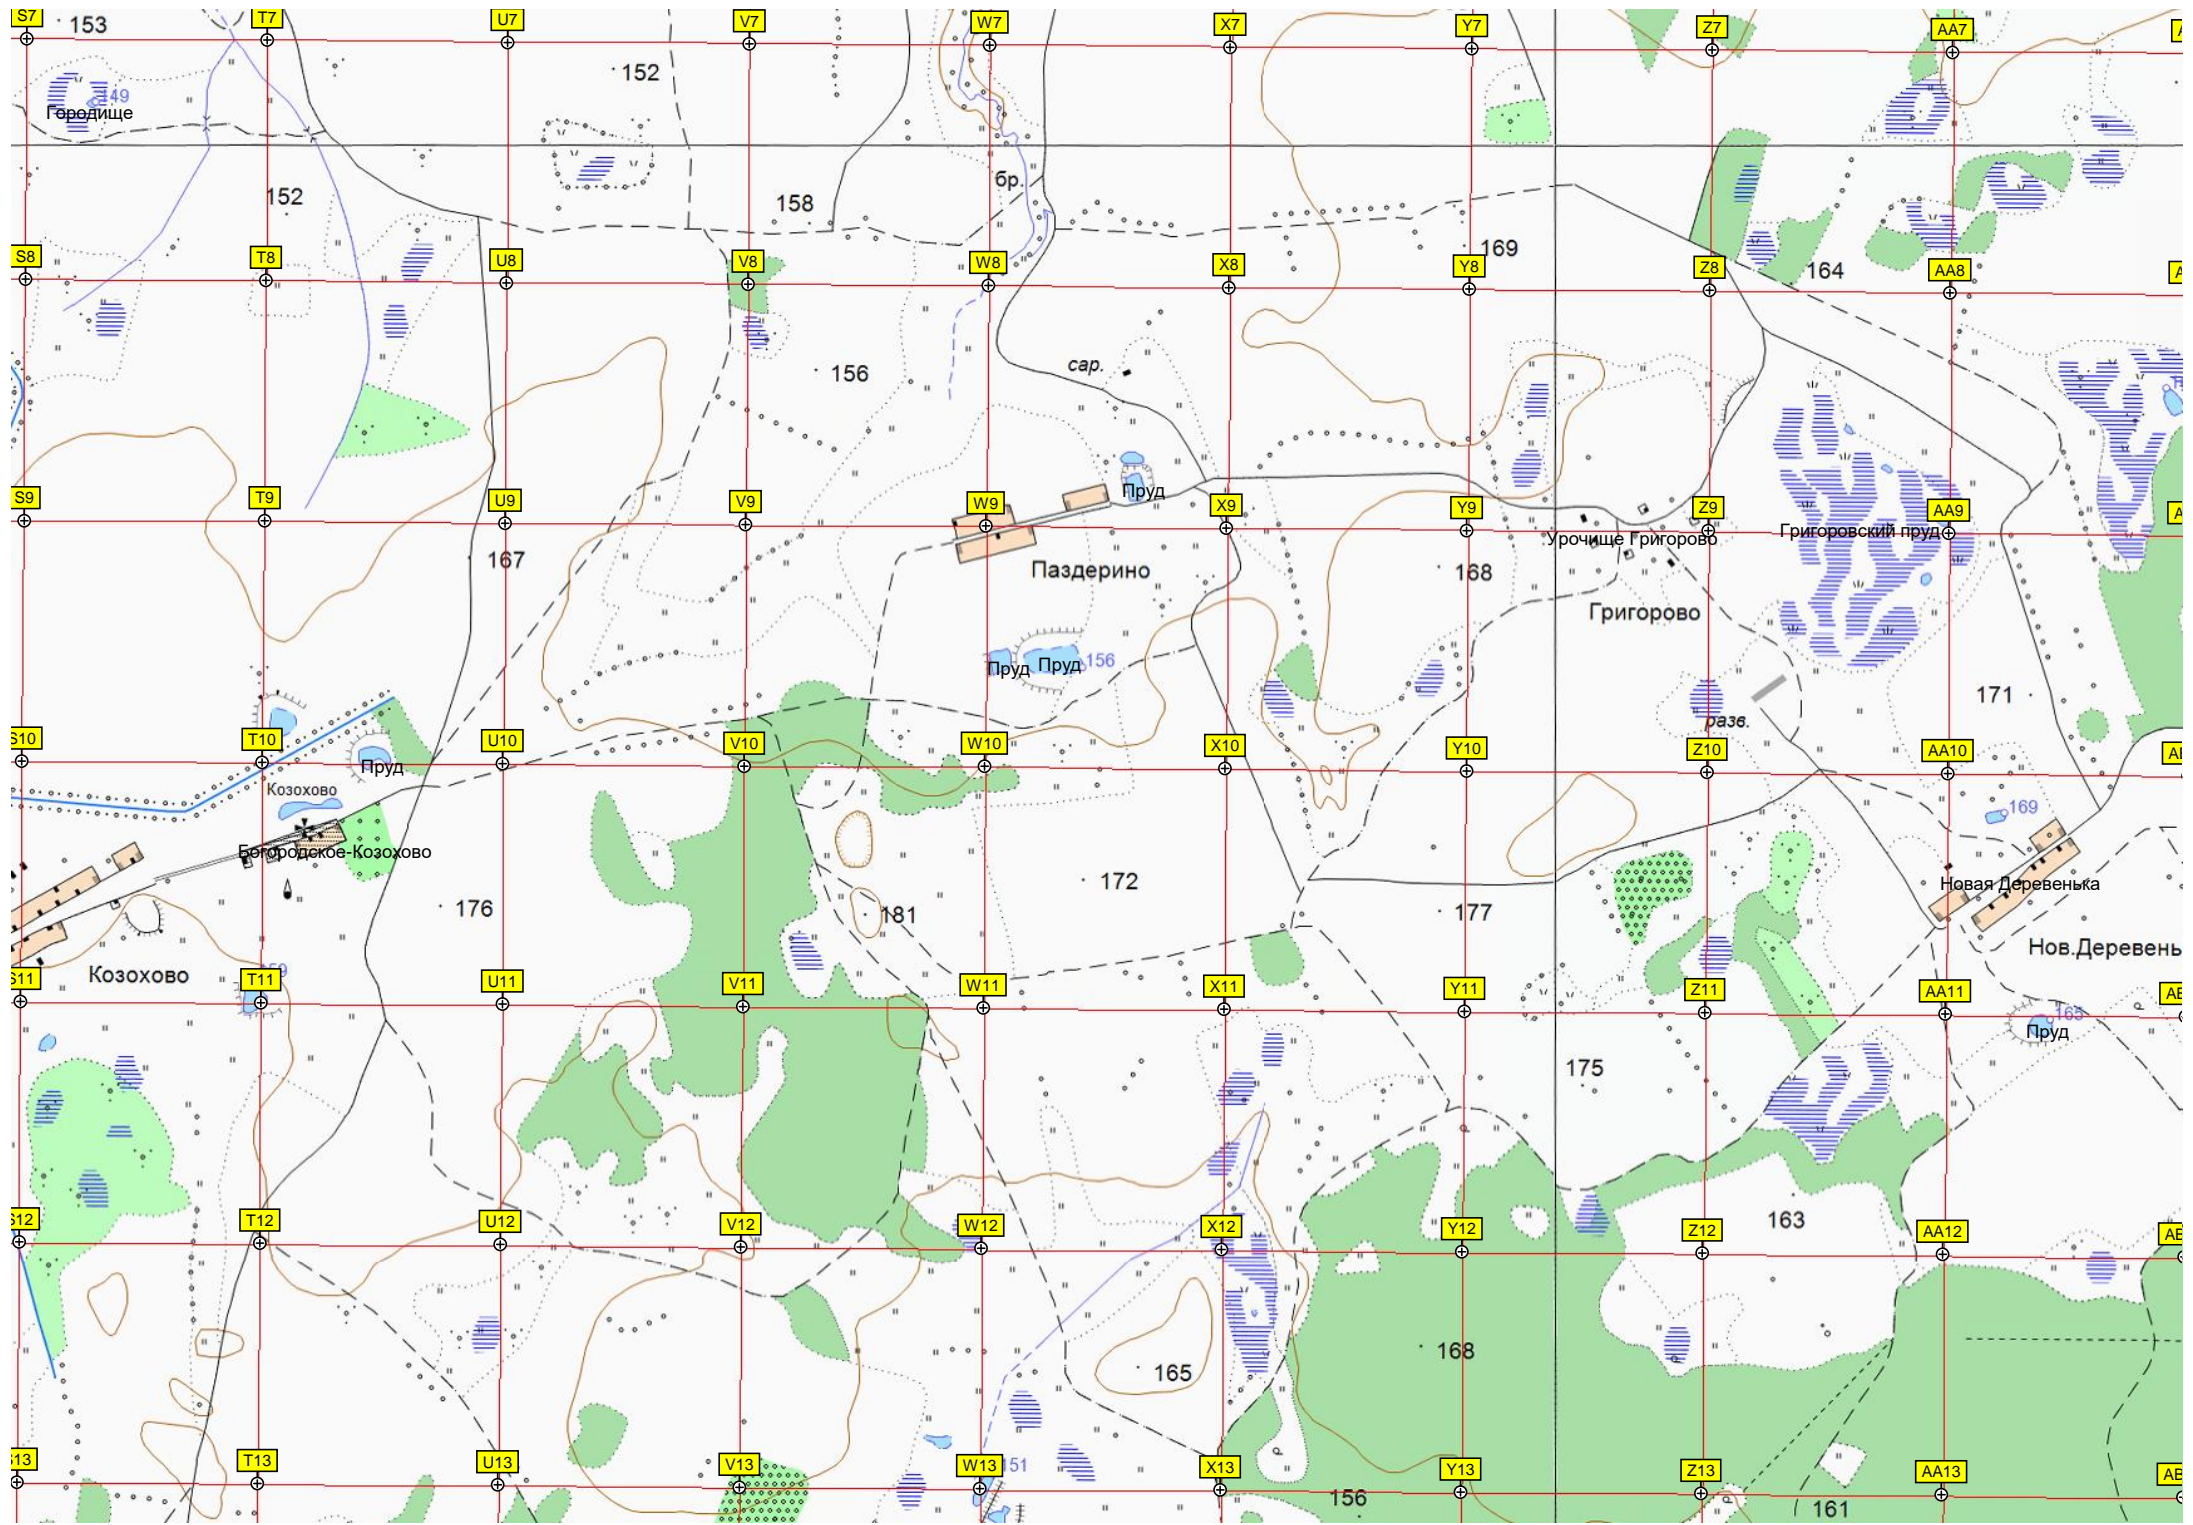 S7
T7
U7
V7
W7
X7
Y7
Z7
AA7
153
152
149
Городище
бр.
152
158
169
164
S8
T8
U8
V8
W8
X8
Y8
Z8
AA8
156
сар.
Пруд
S9
T9
U9
V9
W9
X9
Y9
Z9
AA9
Урочище Григорово
Григоровский пруд
167
Паздерино
168
Григорово
Пруд
Пруд
156
171
разв.
S10
T10
U10
V10
W10
X10
Y10
Z10
AA10
Пруд
Козохово
169
Богородское-Козохово
172
Новая Деревенька
176
181
177
Козохово
Нов.Деревень
159
S11
T11
U11
V11
W11
X11
Y11
Z11
AA11
165
Пруд
175
163
S12
T12
U12
V12
W12
X12
Y12
Z12
AA12
168
165
S13
T13
U13
V13
W13
151
X13
Y13
Z13
AA13
156
161